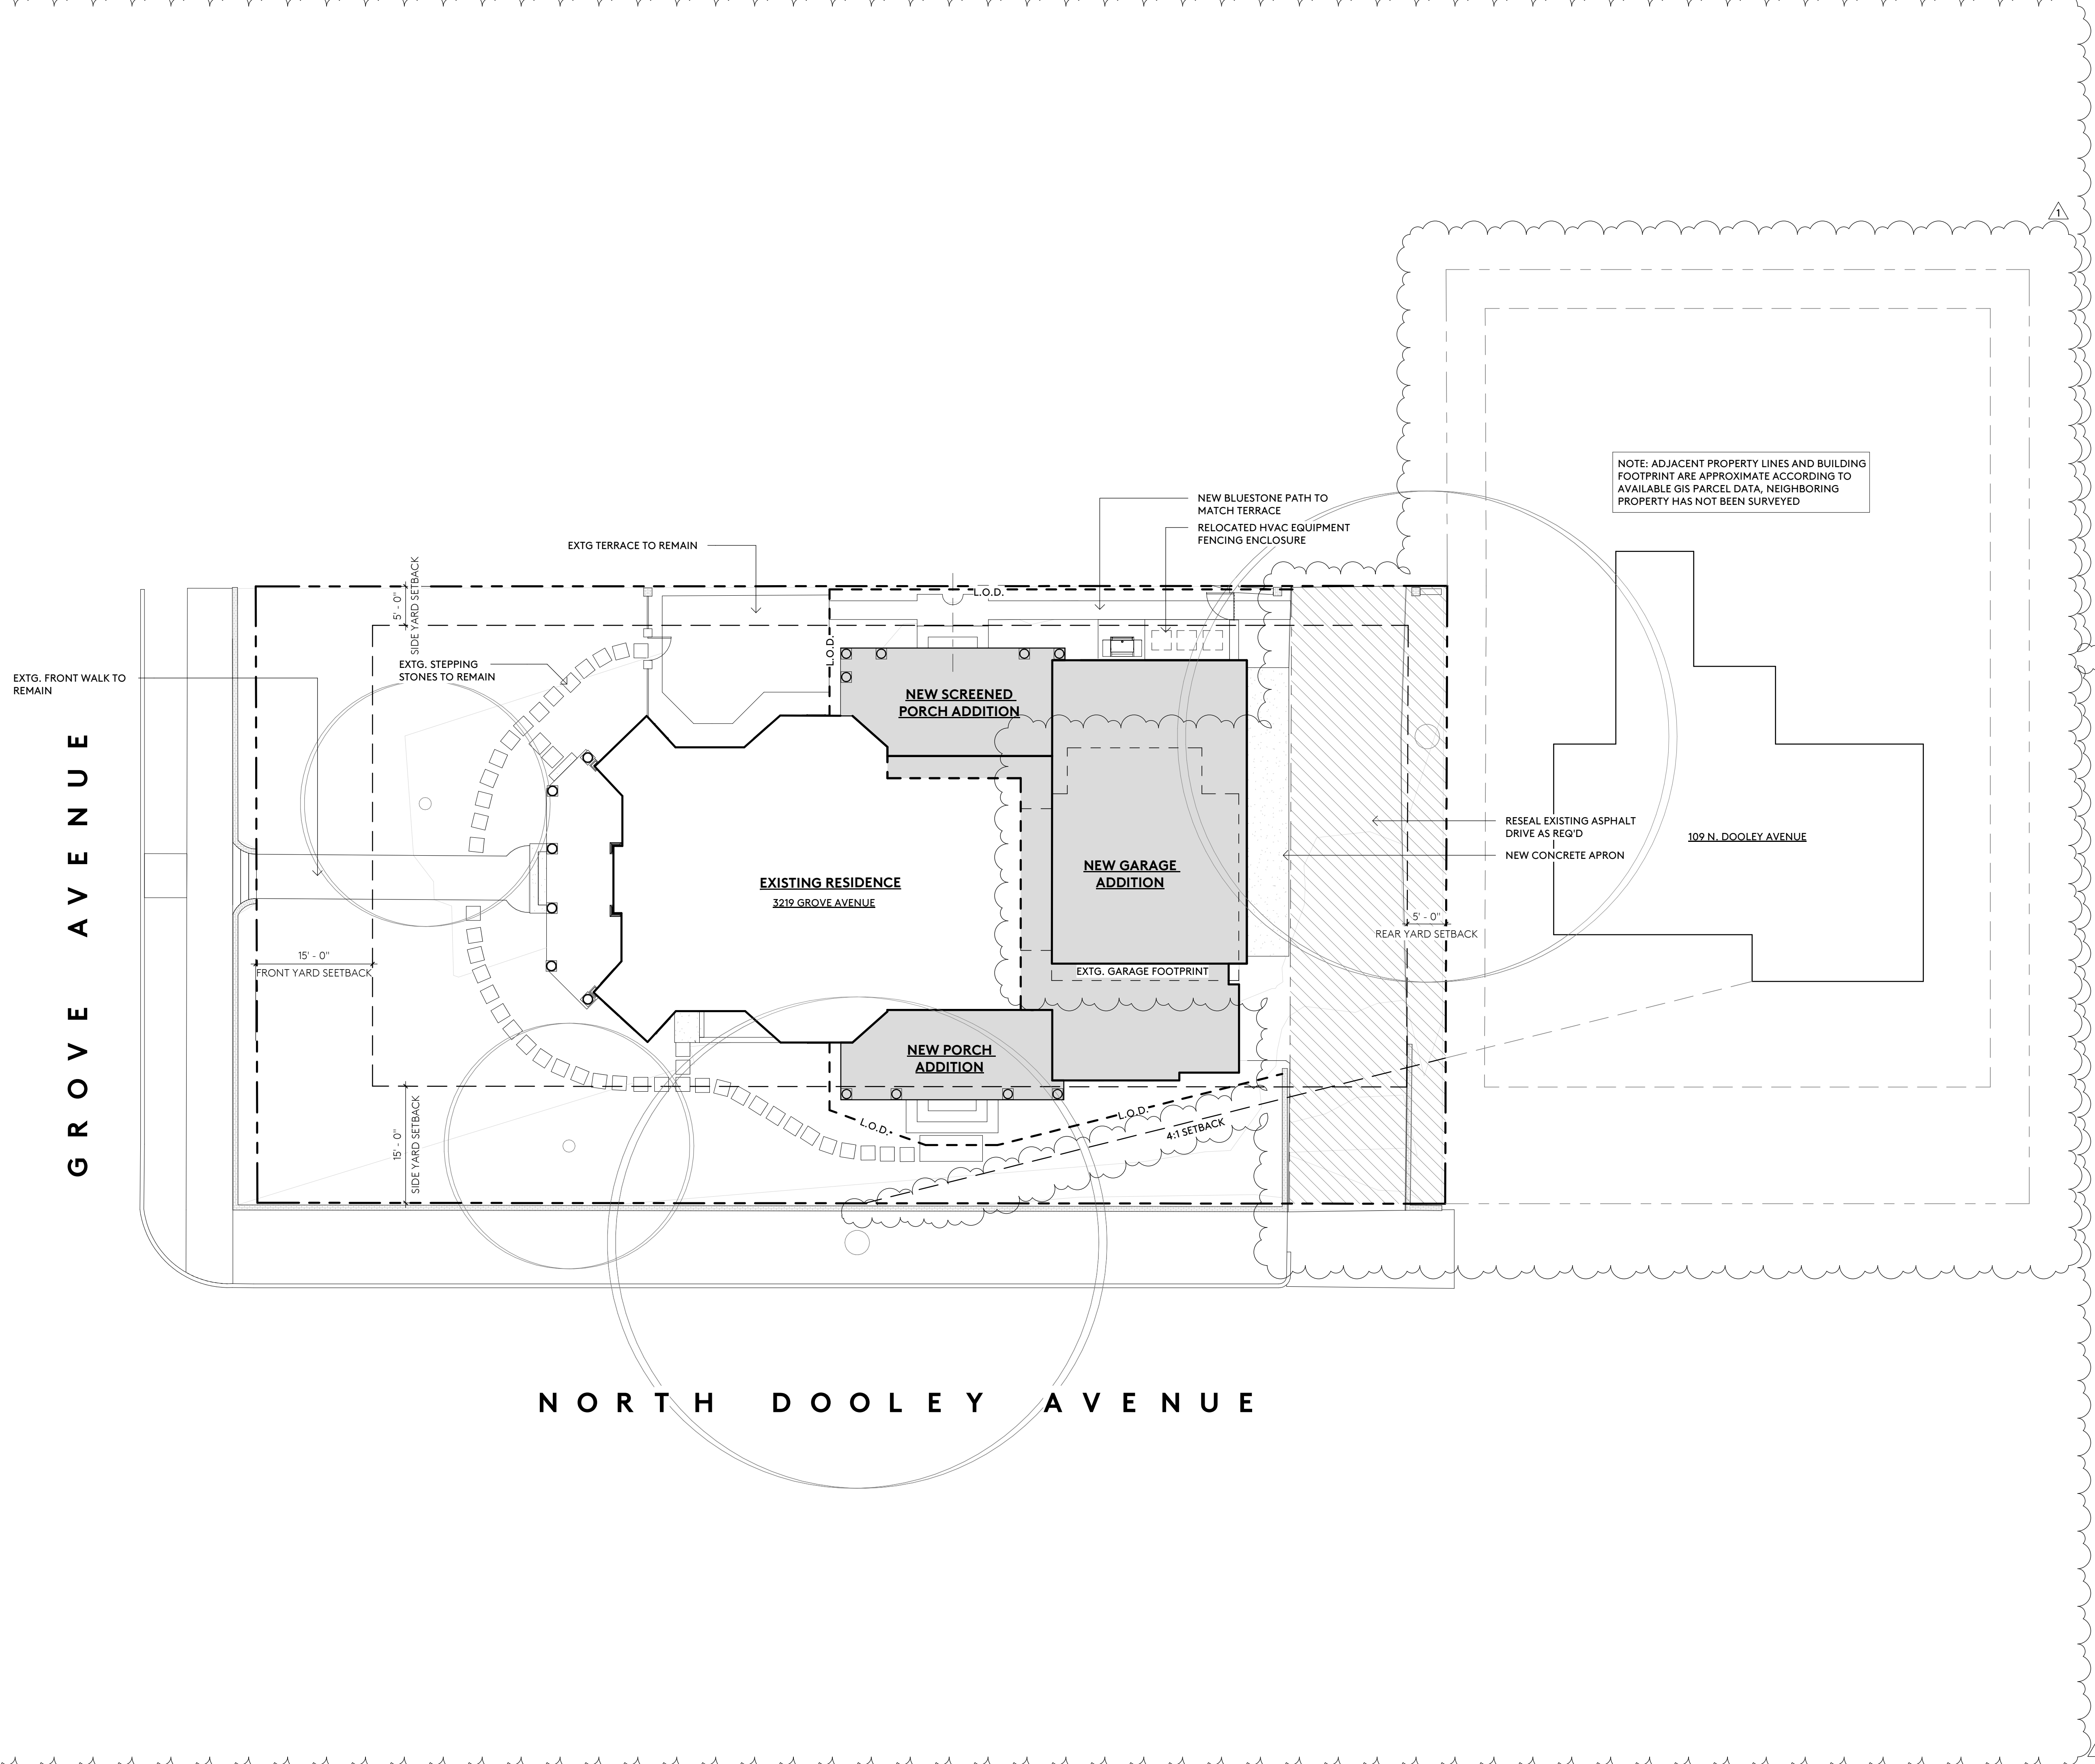 1
NOTE: ADJACENT PROPERTY LINES AND BUILDING
FOOTPRINT ARE APPROXIMATE ACCORDING TO
AVAILABLE GIS PARCEL DATA, NEIGHBORING
PROPERTY HAS NOT BEEN SURVEYED
NEW BLUESTONE PATH TO
MATCH TERRACE
RELOCATED HVAC EQUIPMENT
FENCING ENCLOSURE
EXTG TERRACE TO REMAIN
5' - 0"
SIDE YARD SETBACK
L.O.D.
L.O.D.
EXTG. STEPPING
STONES TO REMAIN
EXTG. FRONT WALK TO
REMAIN
NEW SCREENED
PORCH ADDITION
GROVE AVENUE
RESEAL EXISTING ASPHALT
DRIVE AS REQ'D
NEW CONCRETE APRON
109 N. DOOLEY AVENUE
NEW GARAGE
ADDITION
EXISTING RESIDENCE
3219 GROVE AVENUE
5' - 0"
REAR YARD SETBACK
15' - 0"
FRONT YARD SEETBACK
EXTG. GARAGE FOOTPRINT
NEW PORCH
ADDITION
15' - 0"
SIDE YARD SETBACK
L.O.D.
L.O.D.
4:1 SETBACK
NORTH DOOLEY AVENUE